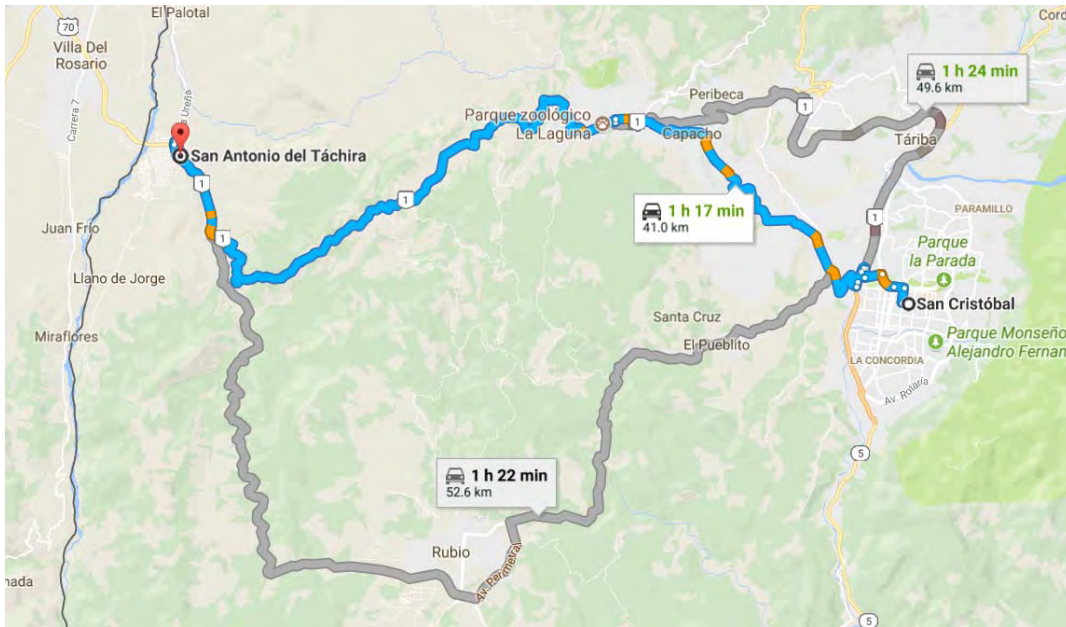 El Palotal
70
Cord
Villa Del
Rosario
Peribeca
1 h 24 min
49.6 km
Carrera 7
Ureña
Parque zoológico
La Laguna
1
1
Capacho
Táriba
San Antonio del Táchira
1
1
1 h 17 min
41.0 km
1
PARAMILLO
Juan Frío
1
Parque
la Parada
Llano de Jorge
San Cristóbal
Santa Cruz
Miraflores
El Pueblito
Parque Monseño
Alejandro Fernan
LA CONCORDIA
Av. Rotaria
5
1 h 22 min
52.6 km
Rubio
Av. Perimetral
nada
5